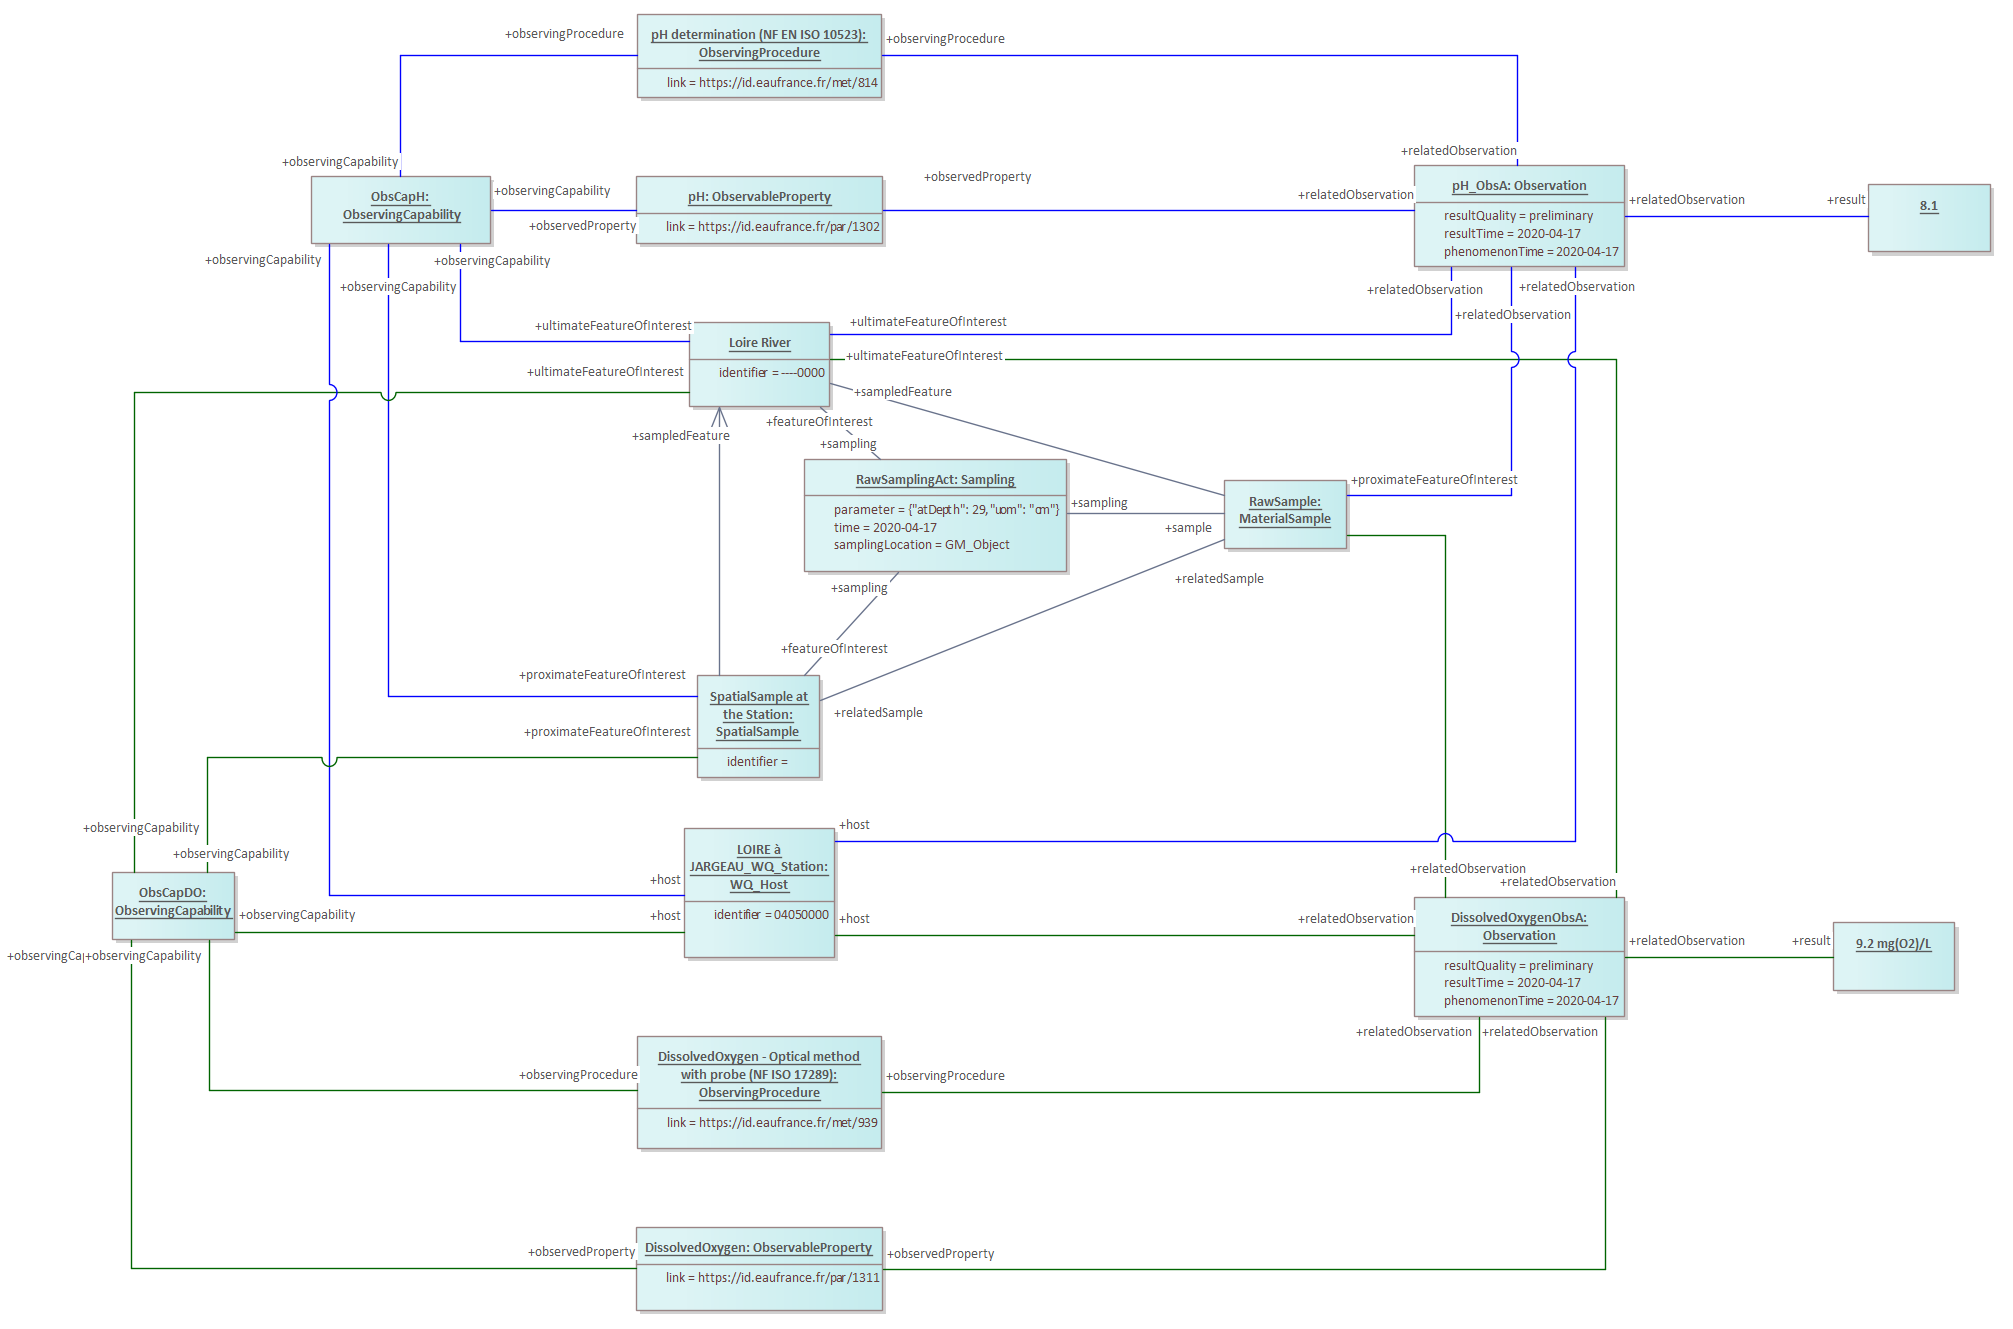 +observingProcedure
pH determination (NF EN ISO 10523):
ObservingProcedure
link = https://id.eaufrance.fr/met/814
+observingProcedure
+observingCapability
+relatedObservation
ObsCapH:
ObservingCapability
+observingCapability
+observedProperty
pH: ObservableProperty
link = https://id.eaufrance.fr/par/1302
+observedProperty
+relatedObservation
pH_ObsA: Observation
resultQuality = preliminary
resultTime = 2020-04-17
phenomenonTime = 2020-04-17
+relatedObservation
+result
8.1
+observingCapability
+observingCapability
+observingCapability
+relatedObservation
+relatedObservation
+relatedObservation
+ultimateFeatureOfInterest
+ultimateFeatureOfInterest
Loire River
identifier = ----0000
+ultimateFeatureOfInterest
+ultimateFeatureOfInterest
+sampledFeature
+featureOfInterest
+sampledFeature
+sampling
RawSamplingAct: Sampling
parameter = {"atDepth": 29,"uom": "cm"}
time = 2020-04-17
samplingLocation = GM_Object
+sampling
+sample
RawSample:
MaterialSample
+proximateFeatureOfInterest
+relatedSample
+sampling
+featureOfInterest
+proximateFeatureOfInterest
SpatialSample at
the Station:
SpatialSample
identifier =
+relatedSample
+proximateFeatureOfInterest
+observingCapability
+observingCapability
+host
LOIRE à
JARGEAU_WQ_Station:
WQ_Host
identifier = 04050000
+host
+host
+host
ObsCapDO:
ObservingCapability
+observingCapability
+observingCa
+observingCapability
+relatedObservation
+relatedObservation
+relatedObservation
DissolvedOxygenObsA:
Observation
resultQuality = preliminary
resultTime = 2020-04-17
phenomenonTime = 2020-04-17
+relatedObservation
+result
9.2 mg(O2)/L
+relatedObservation
+relatedObservation
+observingProcedure
DissolvedOxygen - Optical method
with probe (NF ISO 17289):
ObservingProcedure
link = https://id.eaufrance.fr/met/939
+observingProcedure
+observedProperty
DissolvedOxygen: ObservableProperty
link = https://id.eaufrance.fr/par/1311
+observedProperty